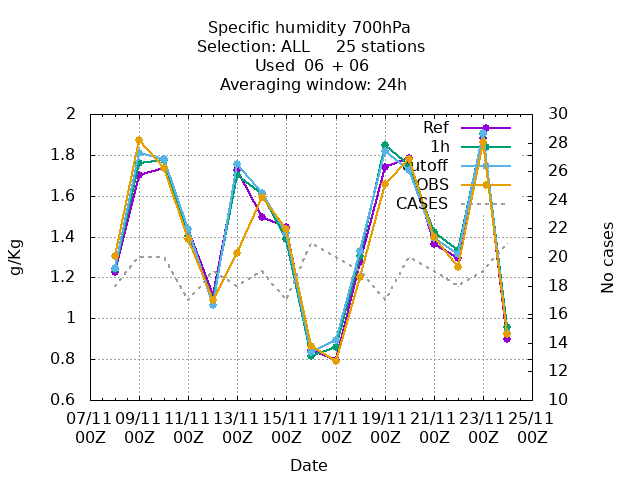 Specific humidity 700hPa
Selection: ALL 25 stations
Used 06 + 06
Averaging window: 24h
2
1.8
1.6
1.4
1.2
1
0.8
0.6
g/Kg
30
28
26
24
22
20
18
16
14
12
10
No cases
Ref
1h
cutoff
OBS
CASES
07/11 09/11 11/11 13/11 15/11 17/11 19/11 21/11 23/11 25/11
00Z 00Z 00Z 00Z 00Z 00Z 00Z 00Z 00Z 00Z
Date